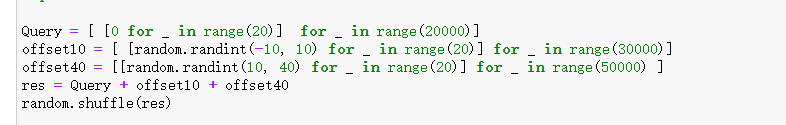 Query = [ [0 for _ in range(20)]  for _ in range(20000)]
offset10 = [ [random.randint(-10, 10) for _ in range(20)] for _ in range(30000)]
offset40 = [[random.randint(10, 40) for _ in range(20)] for _ in range(50000) ]
res = Query + offset10 + offset40
random.shuffle(res)